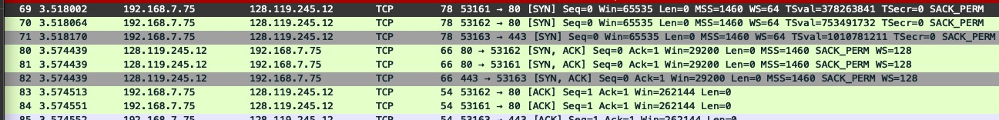 69 3.518002 192.168.7.75 128.119.245.12 TCP 78 53161 → 80 [SYN] Seq=0 Win=65535 Len=0 MSS=1460 WS=64 TSval=378263841 TSecr=0 SACK_PERM
70 3.518064 192.168.7.75 128.119.245.12 TCP 78 53162 → 80 [SYN] Seq=0 Win=65535 Len=0 MSS=1460 WS=64 TSval=753491732 TSecr=0 SACK_PERM
71 3.518170 192.168.7.75 128.119.245.12 TCP 78 53163 → 443 [SYN] Seq=0 Win=65535 Len=0 MSS=1460 WS=64 TSval=1010781211 TSecr=0 SACK_PERM
80 3.574439 128.119.245.12 192.168.7.75 TCP 66 80 → 53162 [SYN, ACK] Seq=0 Ack=1 Win=29200 Len=0 MSS=1460 SACK_PERM WS=128
81 3.574439 128.119.245.12 192.168.7.75 TCP 66 80 → 53161 [SYN, ACK] Seq=0 Ack=1 Win=29200 Len=0 MSS=1460 SACK_PERM WS=128
82 3.574439 128.119.245.12 192.168.7.75 TCP 66 443 → 53163 [SYN, ACK] Seq=0 Ack=1 Win=29200 Len=0 MSS=1460 SACK_PERM WS=128
83 3.574513 192.168.7.75 128.119.245.12 TCP 54 53162 → 80 [ACK] Seq=1 Ack=1 Win=262144 Len=0
84 3.574551 192.168.7.75 128.119.245.12 TCP 54 53161 → 80 [ACK] Seq=1 Ack=1 Win=262144 Len=0
85 3.574552 192.168.7.75 128.119.245.12 TCP 54 53163 → 443 [ACK] Seq=1 Ack=1 Win=262144 Len=0